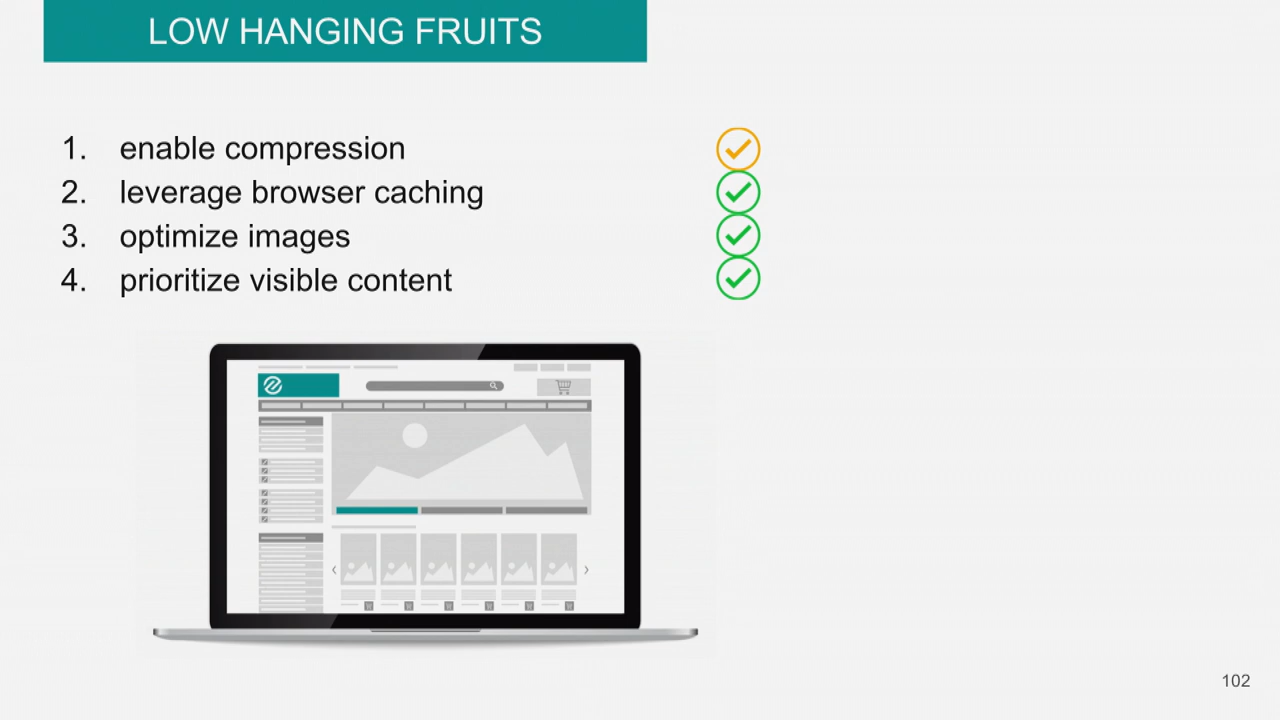 LOW HANGING FRUITS
1. enable compression
2. leverage browser caching
3. optimize images
4. prioritize visible content
102